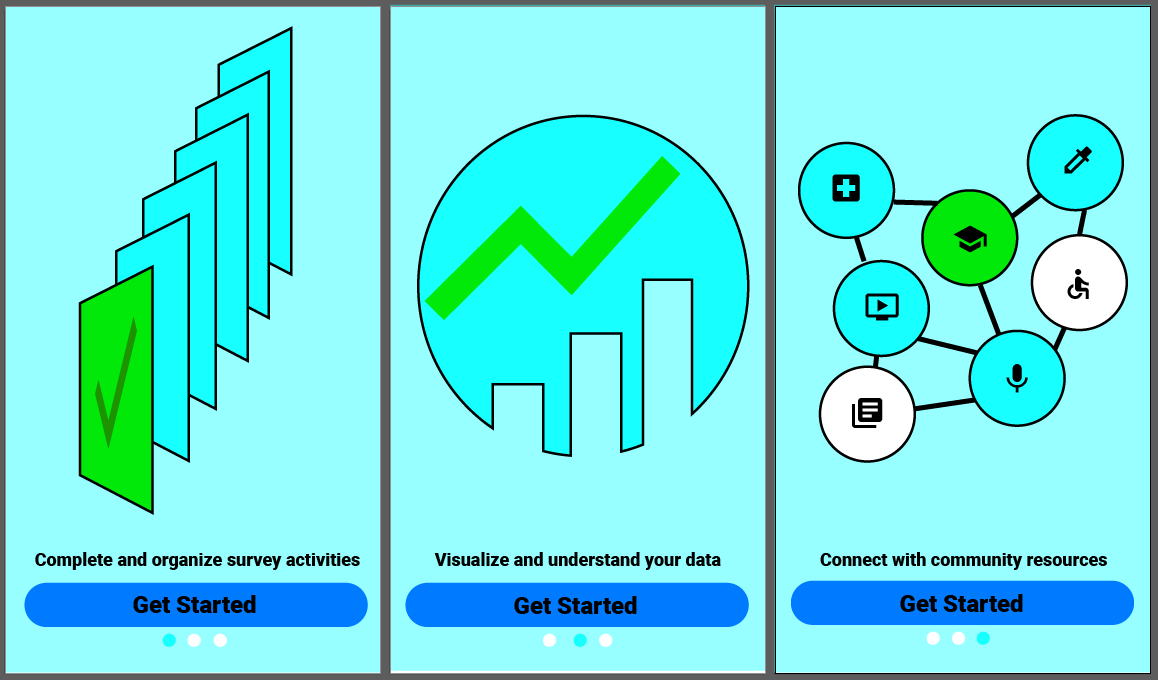 Complete and organize survey activities
Get Started
Visualize and understand your data
Get Started
Connect with community resources
Get Started